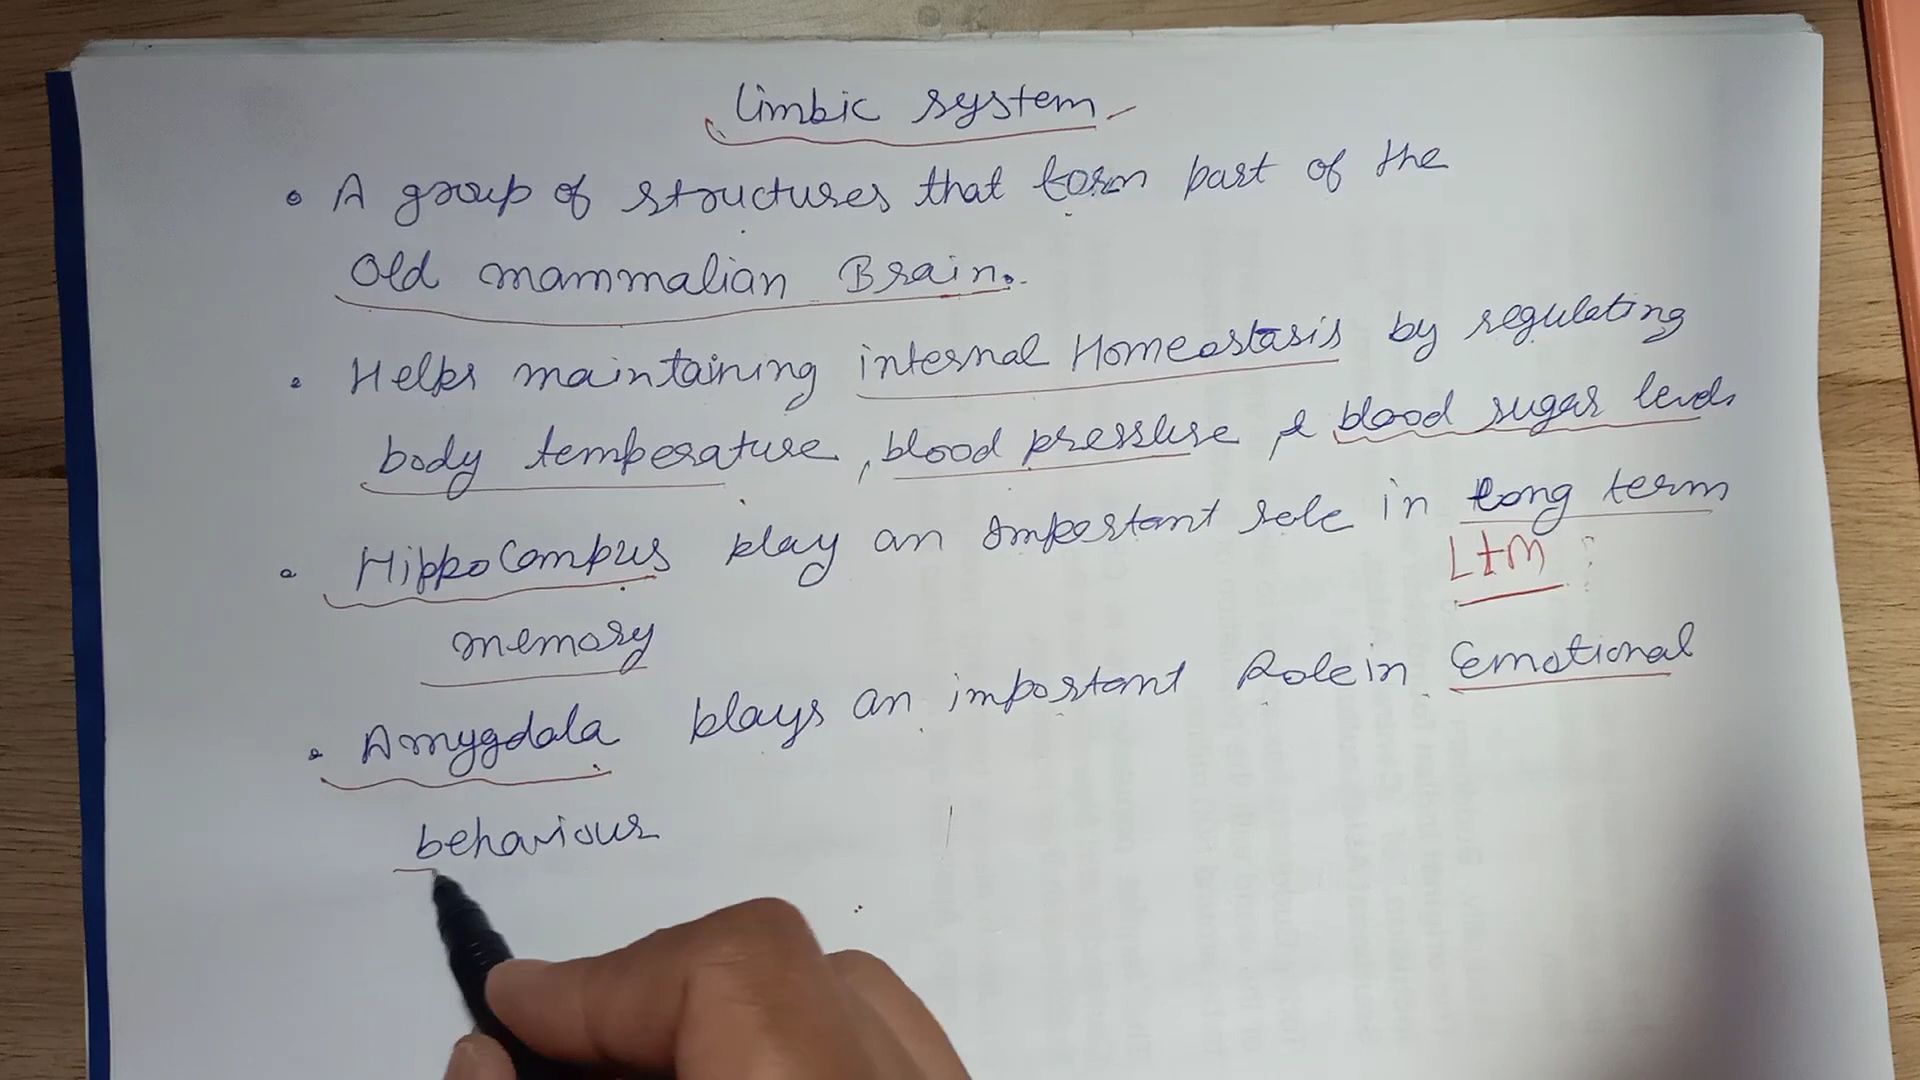 Limbic system
• A group of structures that form part of the
Old mammalian Brain.
• Helps maintaining internal Homeostasis by regulating
body temperature, blood pressure & blood sugar levels
• Hippocampus play an important role in long term
LTM
memory
• Amygdala plays an important Role in Emotional
behaviour